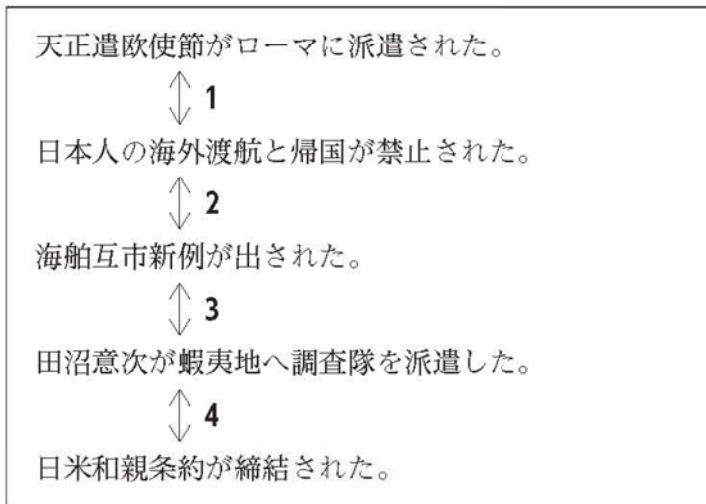 天正遣欧使節がローマに派遣された。
1
日本人の海外渡航と帰国が禁止された。
2
海舶互市新例が出された。
3
田沼意次が蝦夷地へ調査隊を派遣した。
4
日米和親条約が締結された。